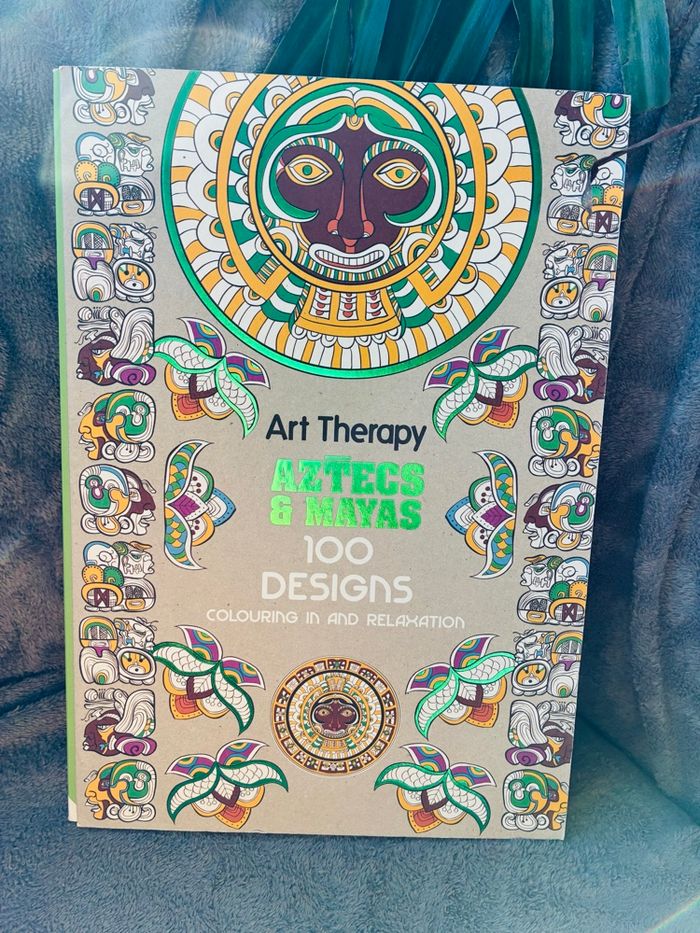 Art Therapy
AZTECS
& MAYAS
100
DESIGNS
COLOURING IN AND RELAXATION